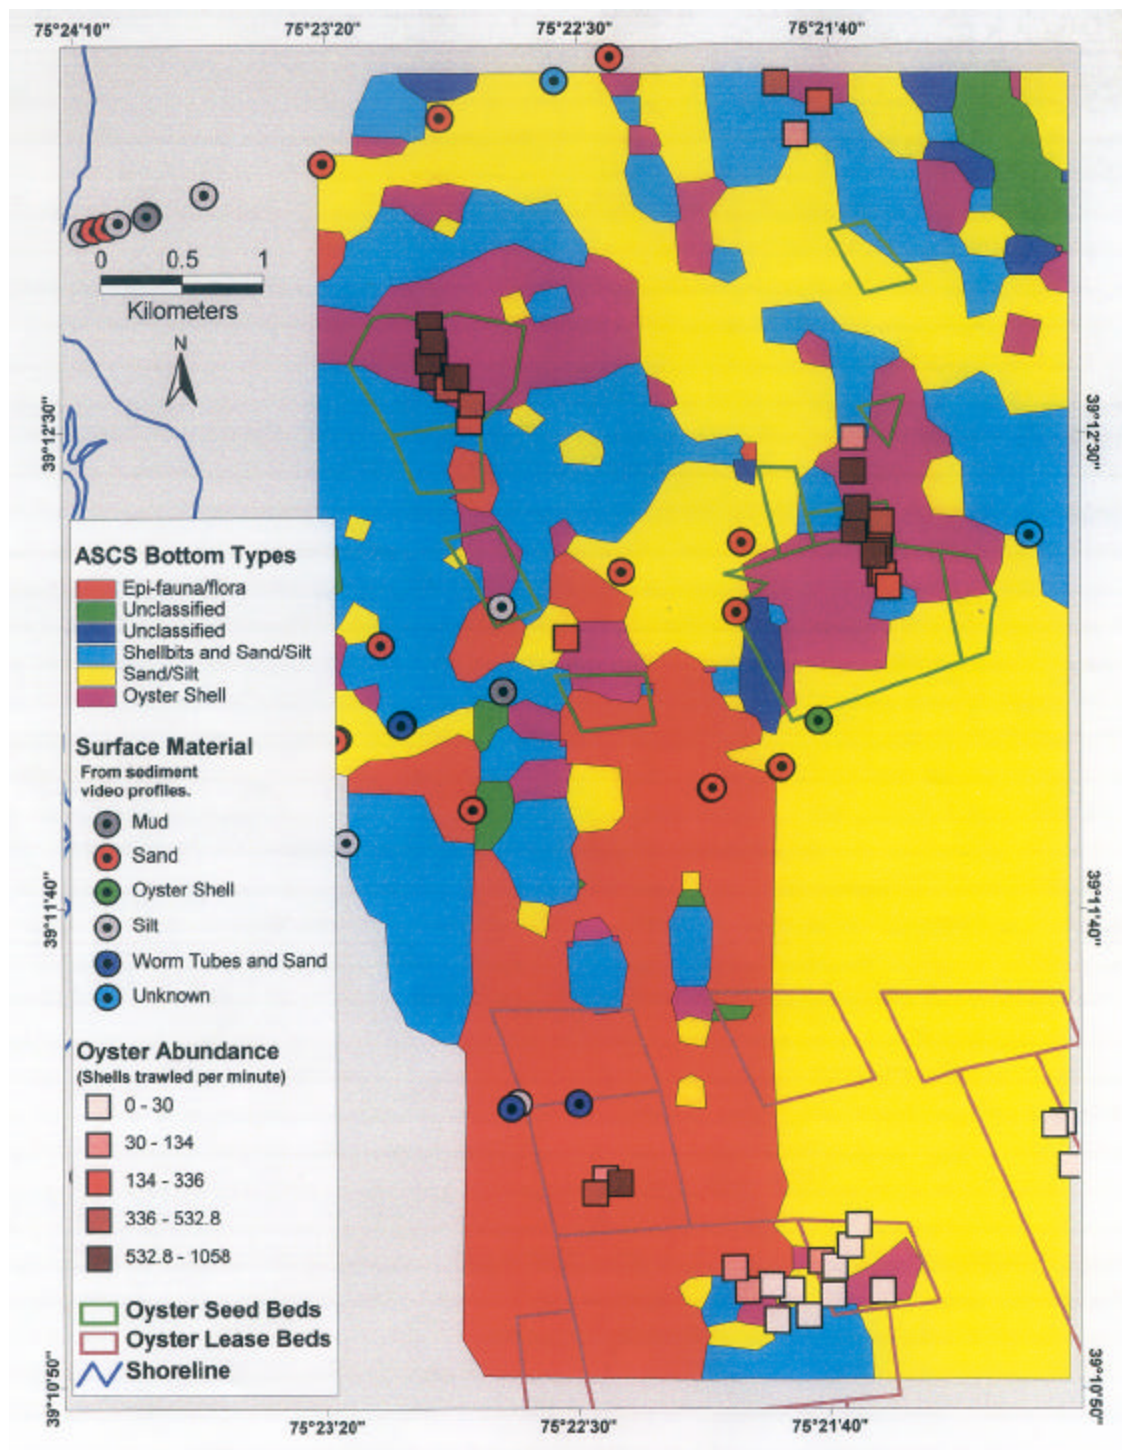 75°24'10"
75°23'20"
75°22'30"
75°21'40"
0 0.5 1
Kilometers
N
39°12'30"
39°12'30"
ASCS Bottom Types
Epi-fauna/flora
Unclassified
Unclassified
Shellbits and Sand/Silt
Sand/Silt
Oyster Shell
Surface Material
From sediment
video profiles.
Mud
Sand
Oyster Shell
Silt
Worm Tubes and Sand
Unknown
39°11'40"
39°11'40"
Oyster Abundance
(Shells trawled per minute)
0 - 30
30 - 134
134 - 336
336 - 532.8
532.8 - 1058
Oyster Seed Beds
Oyster Lease Beds
Shoreline
39°10'50"
39°10'50"
75°23'20"
75°22'30"
75°21'40"